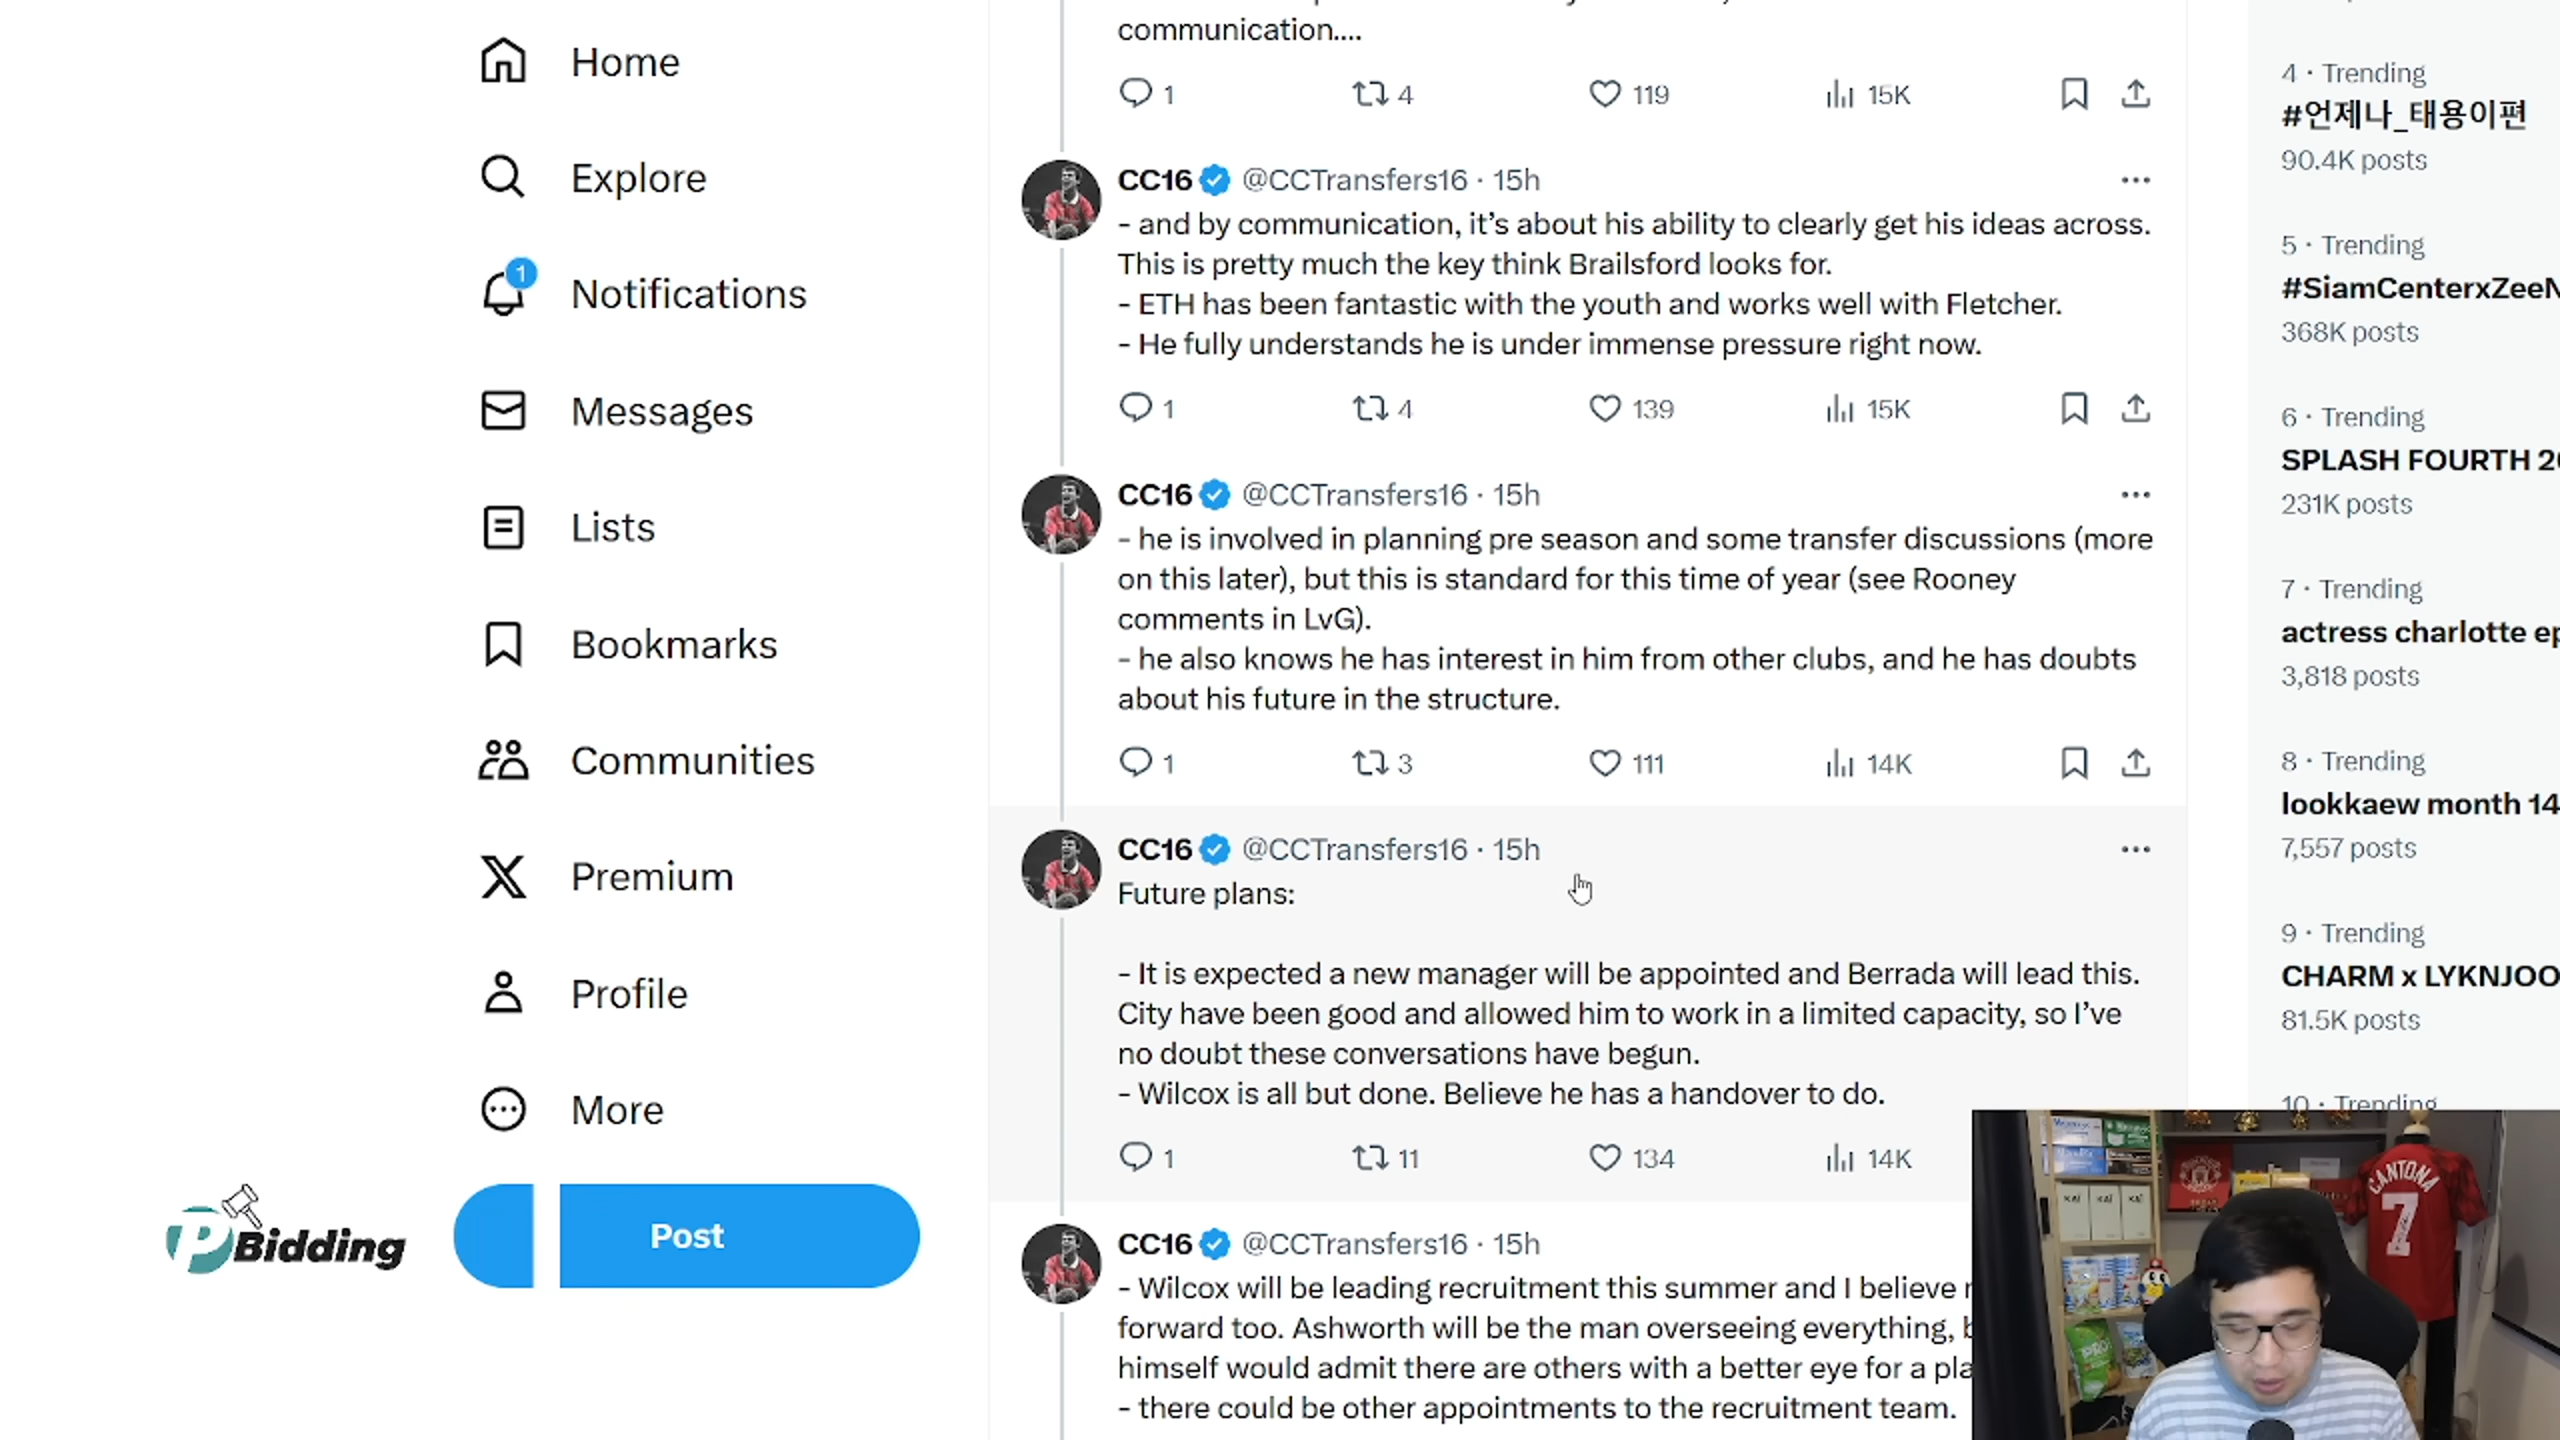 Home
Explore
1
Notifications
Messages
Lists
Bookmarks
Communities
Premium
Profile
More
Post
P Bidding
communication....
1 4 119 15K
CC16 @CCTransfers16 · 15h
- and by communication, it’s about his ability to clearly get his ideas across.
This is pretty much the key think Brailsford looks for.
- ETH has been fantastic with the youth and works well with Fletcher.
- He fully understands he is under immense pressure right now.
1 4 139 15K
CC16 @CCTransfers16 · 15h
- he is involved in planning pre season and some transfer discussions (more
on this later), but this is standard for this time of year (see Rooney
comments in LvG).
- he also knows he has interest in him from other clubs, and he has doubts
about his future in the structure.
1 3 111 14K
CC16 @CCTransfers16 · 15h
Future plans:
- It is expected a new manager will be appointed and Berrada will lead this.
City have been good and allowed him to work in a limited capacity, so I’ve
no doubt these conversations have begun.
- Wilcox is all but done. Believe he has a handover to do.
1 11 134 14K
CC16 @CCTransfers16 · 15h
- Wilcox will be leading recruitment this summer and I believe
forward too. Ashworth will be the man overseeing everything,
himself would admit there are others with a better eye for a
- there could be other appointments to the recruitment team.
4 · Trending
#언제나_태용이편
90.4K posts
5 · Trending
368K posts
6 · Trending
SPLASH FOURTH
231K posts
7 · Trending
actress charlotte
3,818 posts
8 · Trending
lookkaew month 14
7,557 posts
9 · Trending
CHARM x
81.5K posts
10 · Trending
CANTONA
7
KAI KAI KAI